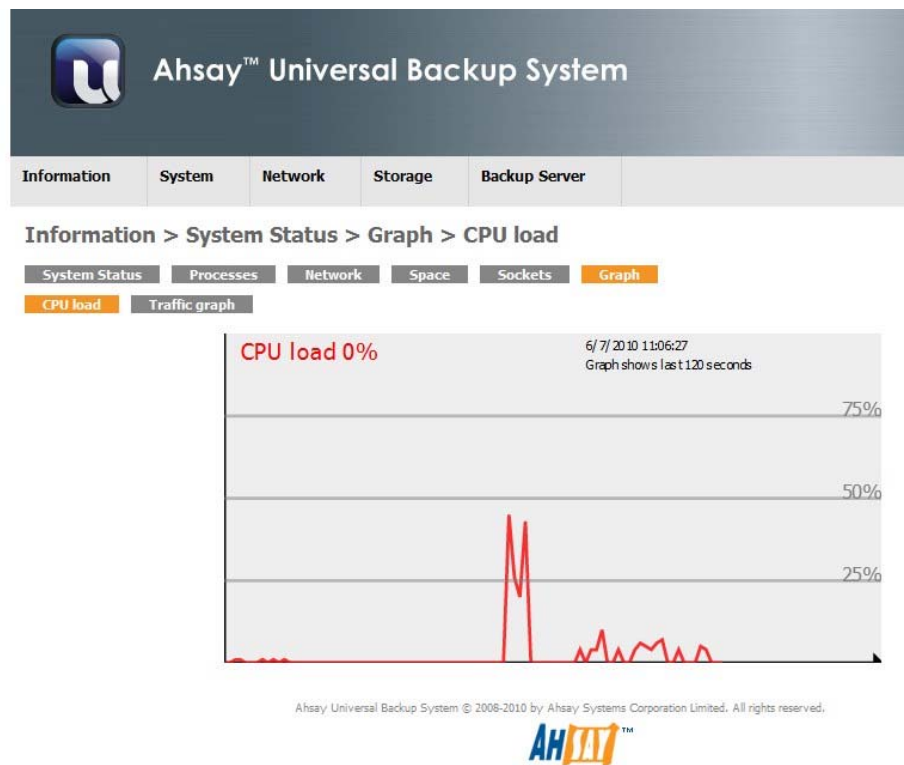 Ahsay™ Universal Backup System
Information System Network Storage Backup Server
Information > System Status > Graph > CPU load
System Status Processes Network Space Sockets Graph
CPU load Traffic graph
CPU load 0%
6/7/2010 11:06:27
Graph shows last 120 seconds
75%
50%
25%
Ahsay Universal Backup System © 2008-2010 by Ahsay Systems Corporation Limited. All rights reserved.
AHSAY™